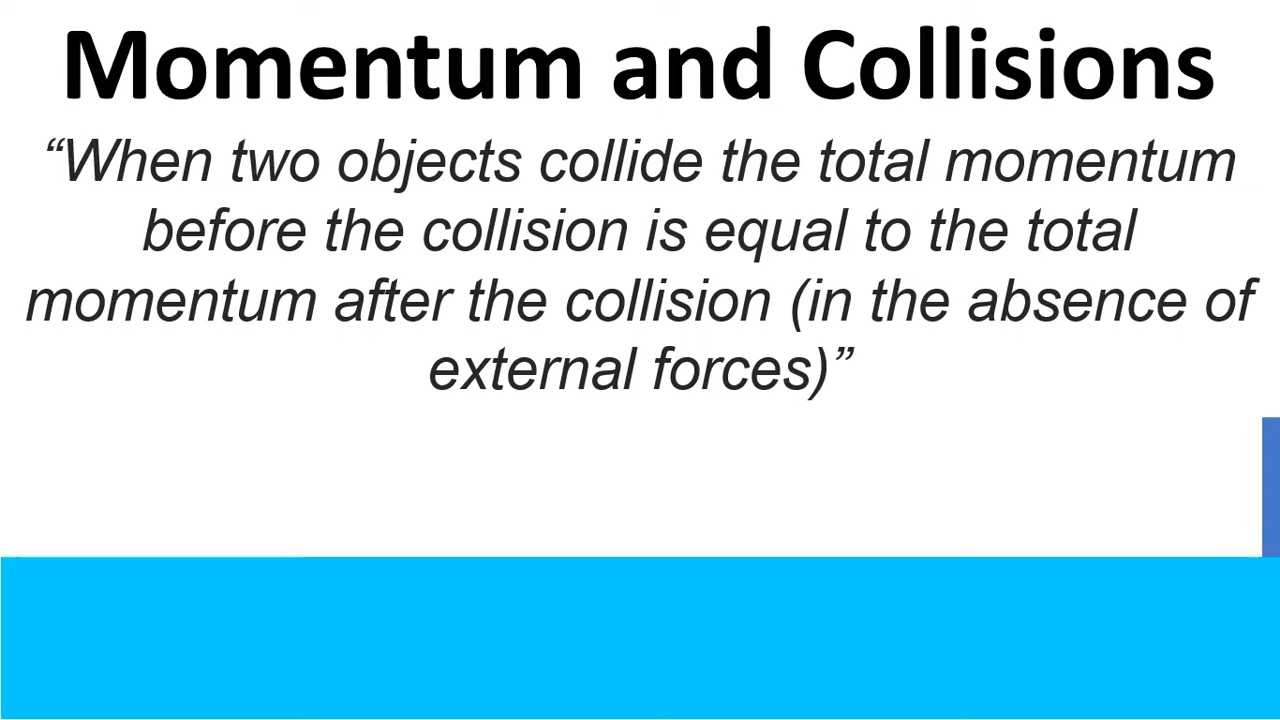 Momentum and Collisions
“When two objects collide the total momentum
before the collision is equal to the total
momentum after the collision (in the absence of
external forces)”